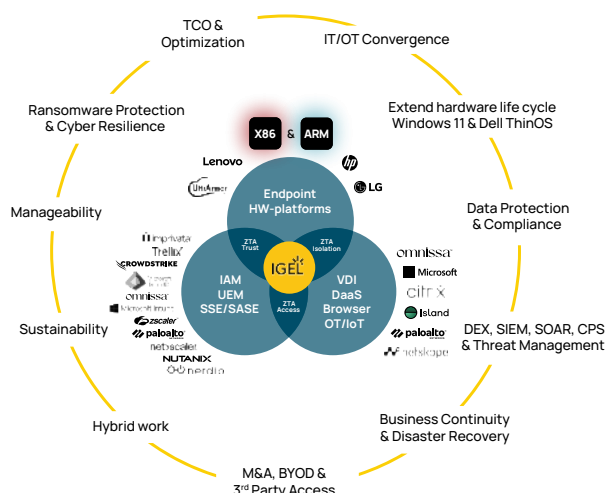 TCO &
Optimization
IT/OT Convergence
Ransomware Protection
& Cyber Resilience
Extend hardware life cycle
Windows 11 & Dell ThinOS
X86 & ARM
Lenovo
hp
LG
Endpoint
HW-platforms
Manageability
Data Protection
& Compliance
ZTA
Trust
ZTA
Isolation
IGEL
imprivata
Trellix
CROWDSTRIKE
omnissa
Microsoft Intune
zscaler
paloalto
netscaler
NUTANIX
nerdio
IAM
UEM
SSE/SASE
ZTA
Access
VDI
DaaS
Browser
OT/IoT
omnissa
Microsoft
citrix
Island
paloalto
netskope
Sustainability
DEX, SIEM, SOAR, CPS
& Threat Management
Hybrid work
Business Continuity
& Disaster Recovery
M&A, BYOD &
3rd Party Access